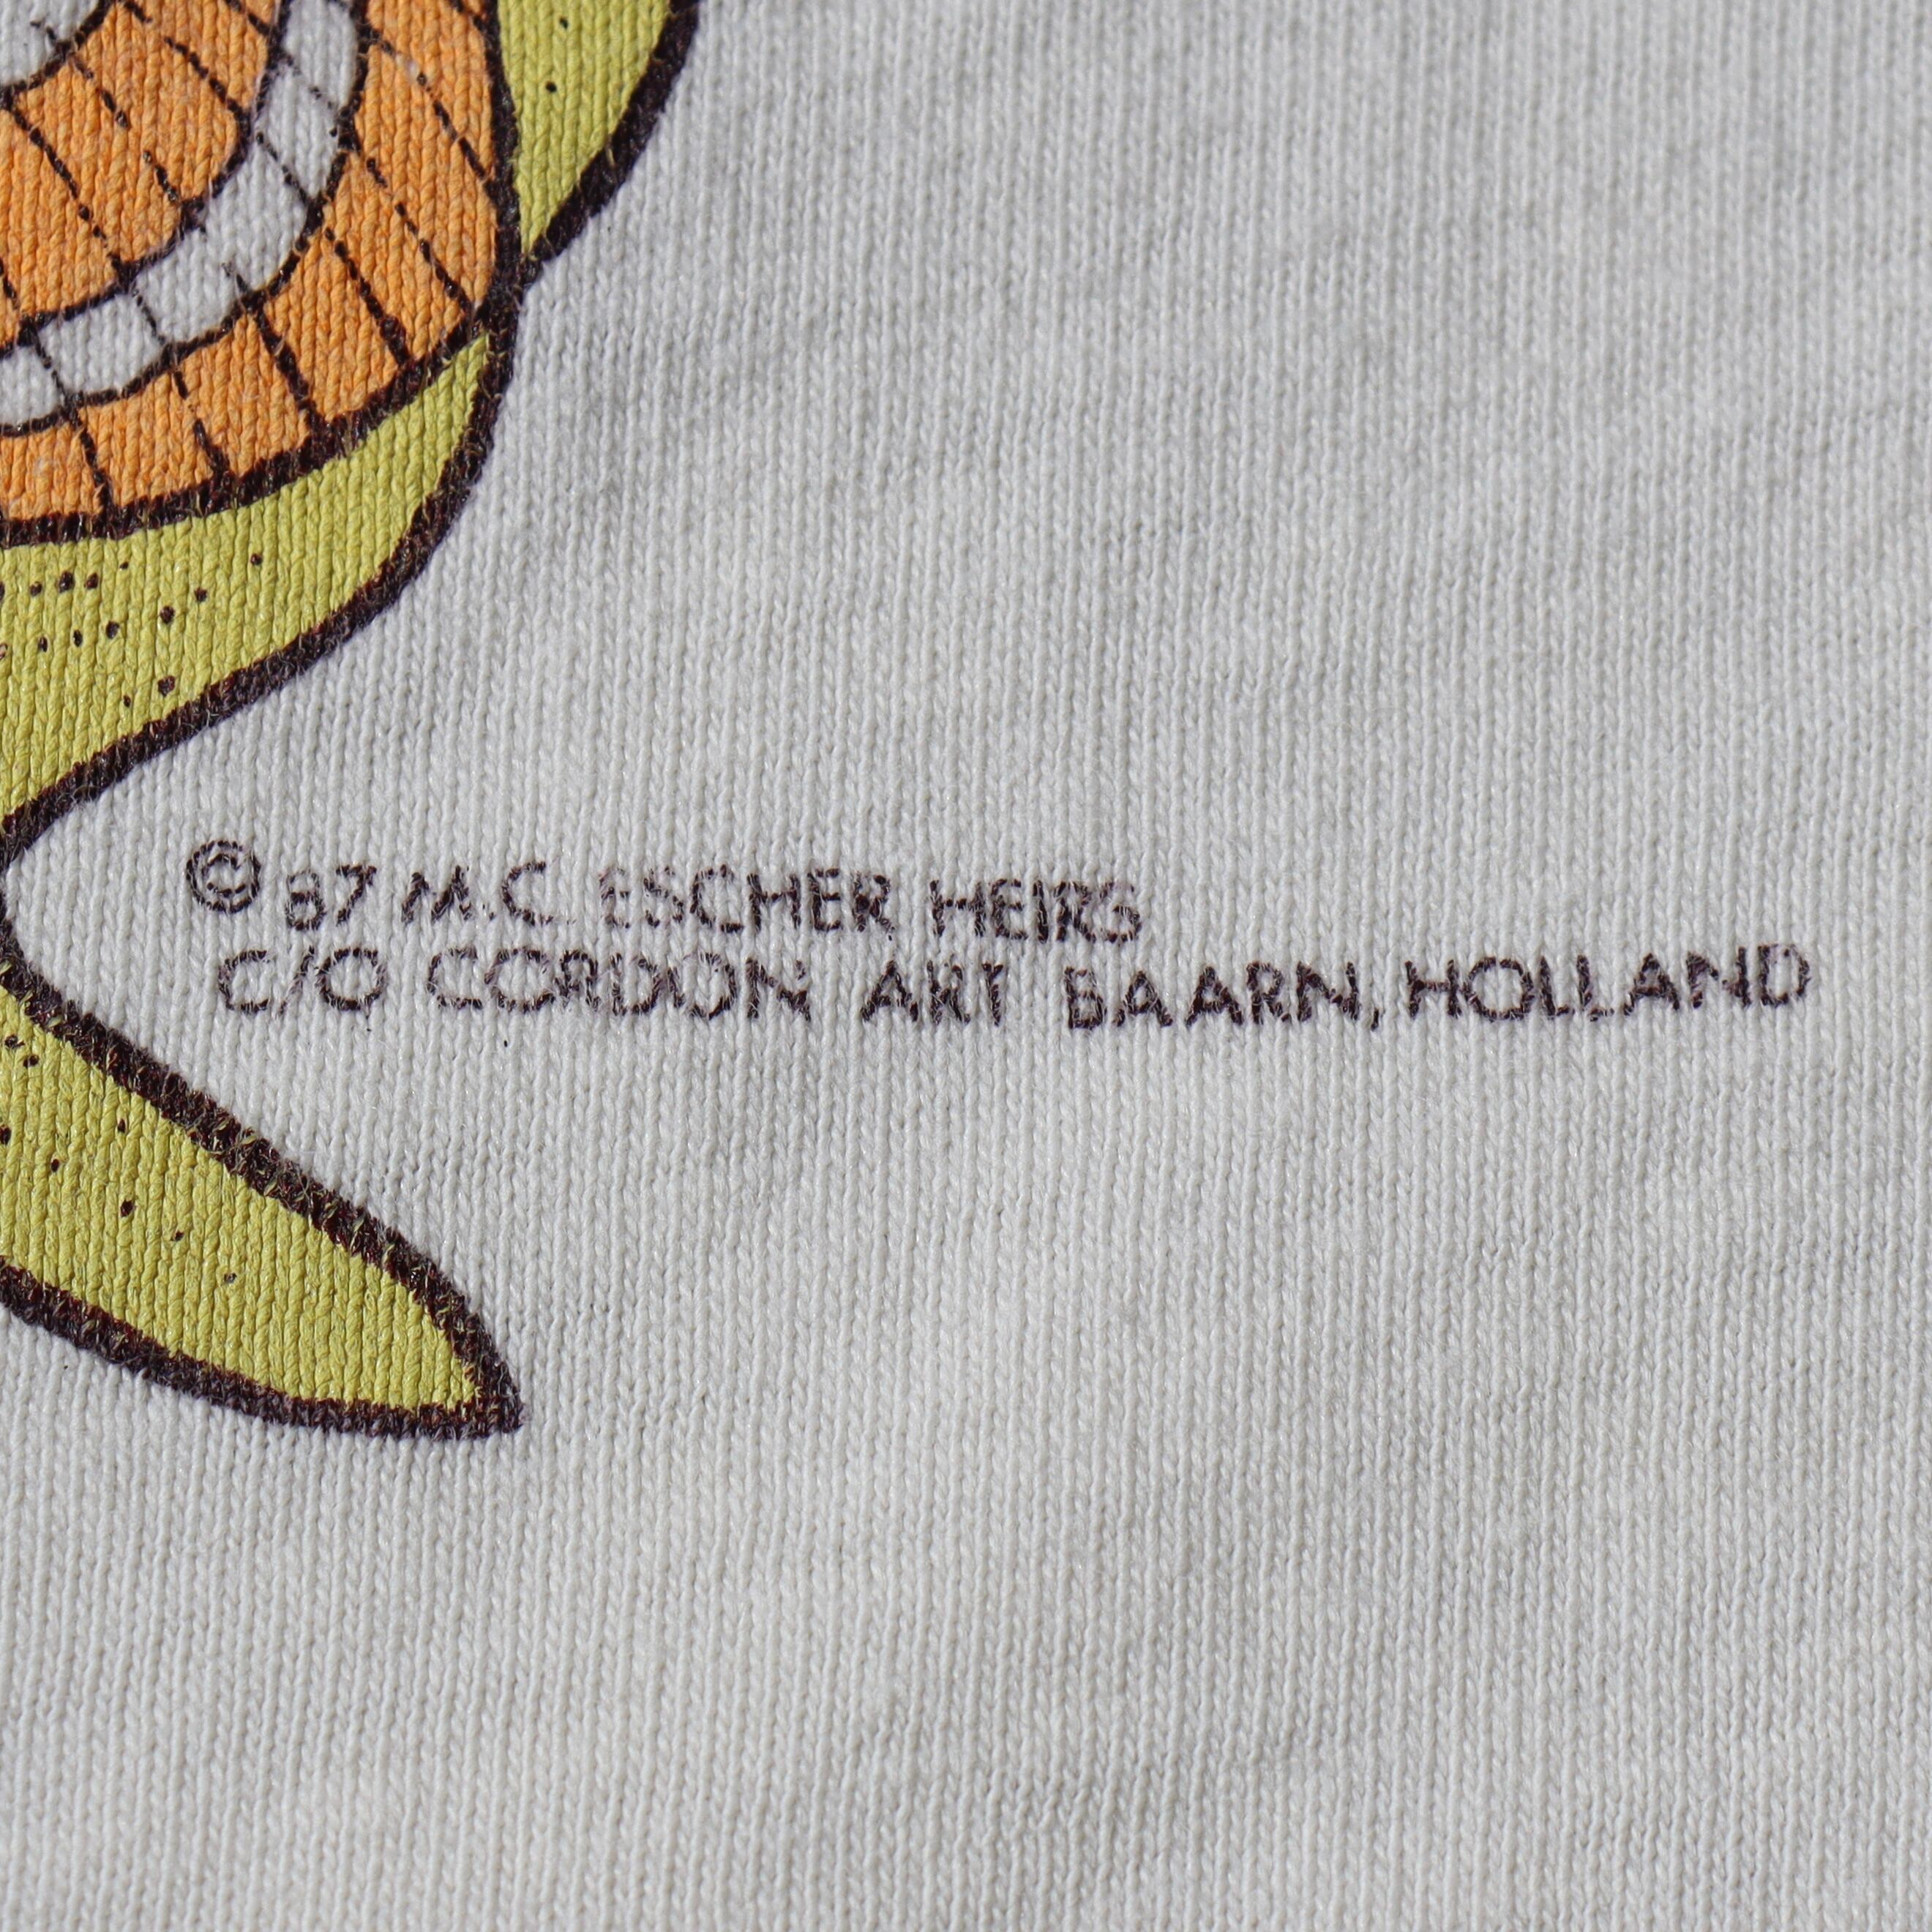 © 87 M.C. ESCHER HEIRS
C/O CORDON ART BAARN, HOLLAND